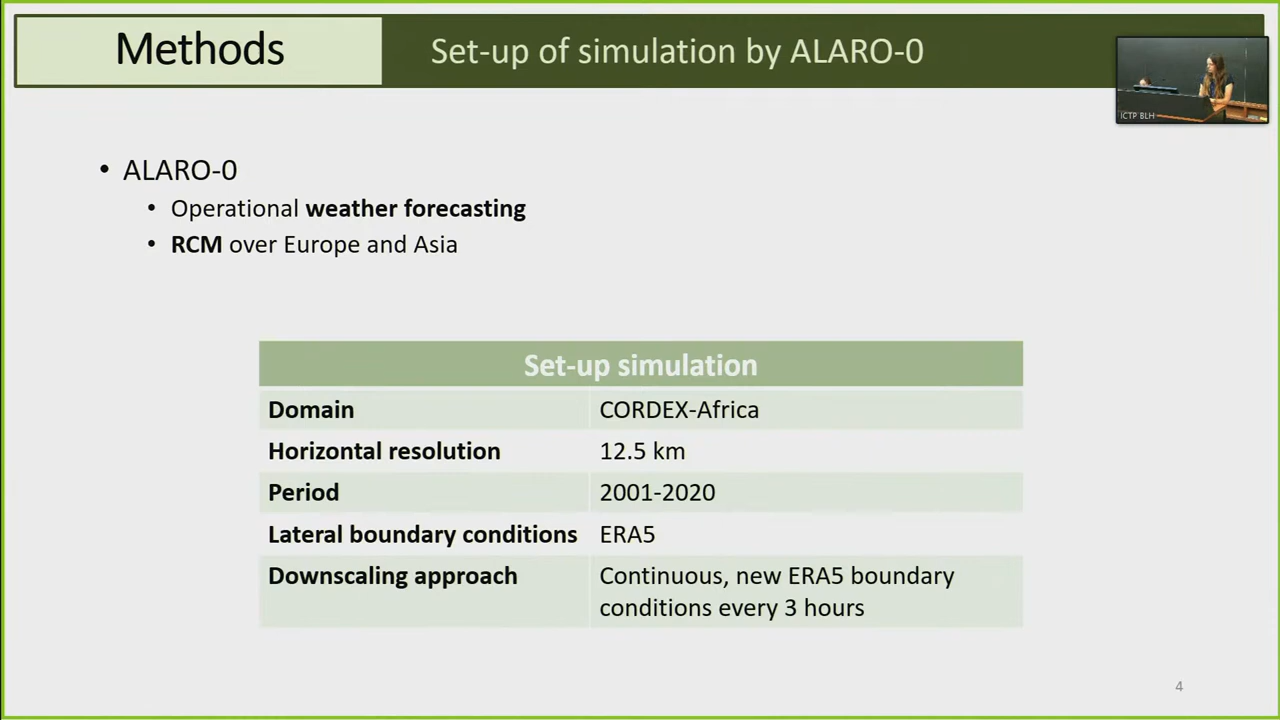 Methods
Set-up of simulation by ALARO-0
ICTP BLH
• ALARO-0
• Operational weather forecasting
• RCM over Europe and Asia
Set-up simulation
Domain CORDEX-Africa
Horizontal resolution 12.5 km
Period 2001-2020
Lateral boundary conditions ERA5
Downscaling approach Continuous, new ERA5 boundary
conditions every 3 hours
4